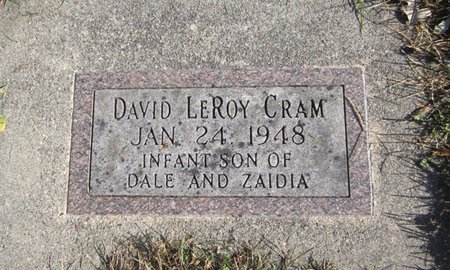 DAVID LEROY CRAM
JAN. 24, 1948
INFANT SON OF
DALE AND ZAIDIA